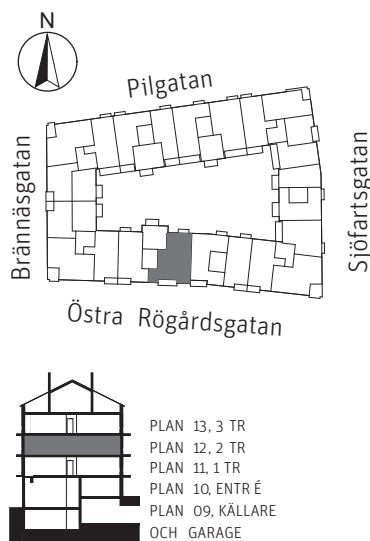 N
Pilgatan
Brännäsgatan
Sjöfartsgatan
Östra Rögårdsgatan
PLAN 13, 3 TR
PLAN 12, 2 TR
PLAN 11, 1 TR
PLAN 10, ENTR É
PLAN 09, KÄLLARE
OCH GARAGE